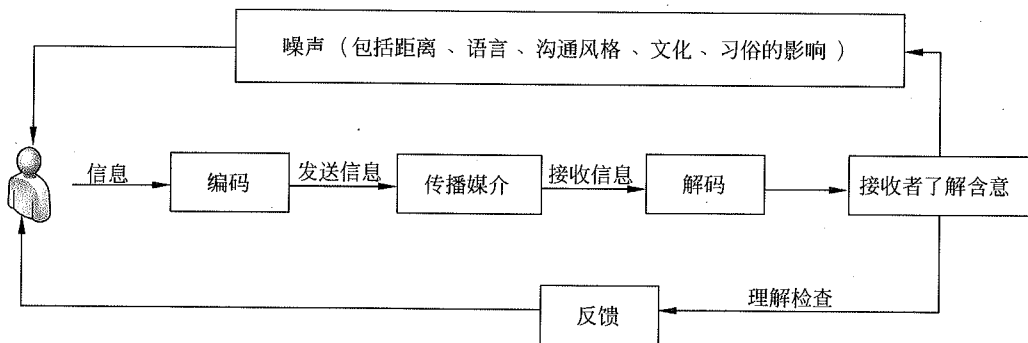 噪声（包括距离、语言、沟通风格、文化、习俗的影响）
信息
编码
发送信息
传播媒介
接收信息
解码
接收者了解含意
理解检查
反馈